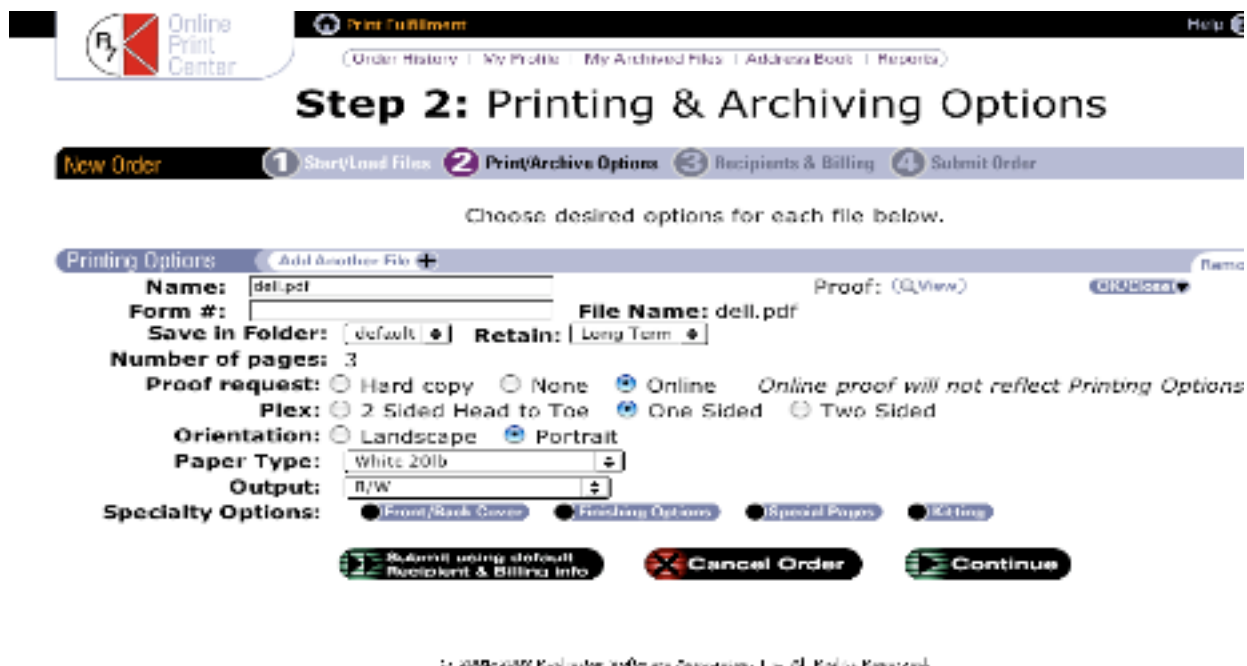 Online
Print
Center
Print Fulfillment
Help
Order History | My Profile | My Archived Files | Address Book | Reports
Step 2: Printing & Archiving Options
New Order 1 Start/Load Files 2 Print/Archive Options 3 Recipients & Billing 4 Submit Order
Choose desired options for each file below.
Printing Options Add Another File
Name: dell.pdf Proof: View OK/Close
Form #: File Name: dell.pdf
Save in Folder: default Retain: Long Term
Number of pages: 3
Proof request: Hard copy None Online Online proof will not reflect Printing Options
Plex: 2 Sided Head to Toe One Sided Two Sided
Orientation: Landscape Portrait
Paper Type: White 20lb
Output: B/W
Specialty Options: Front/Back Cover Finishing Options Special Pages Kitting
Submit using default
Recipient & Billing info Cancel Order Continue